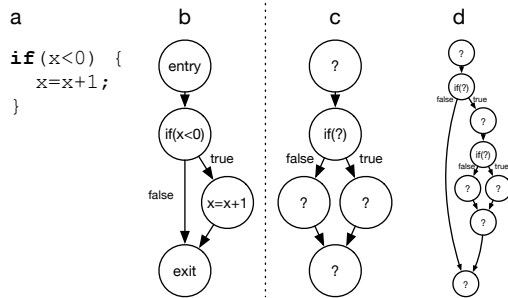 a
if(x<0) {
x=x+1;
}
b
entry
if(x<0)
true
false
x=x+1
exit
c
?
if(?)
false
true
?
?
?
d
?
if(?)
false
true
?
if(?)
false
true
?
?
?
?